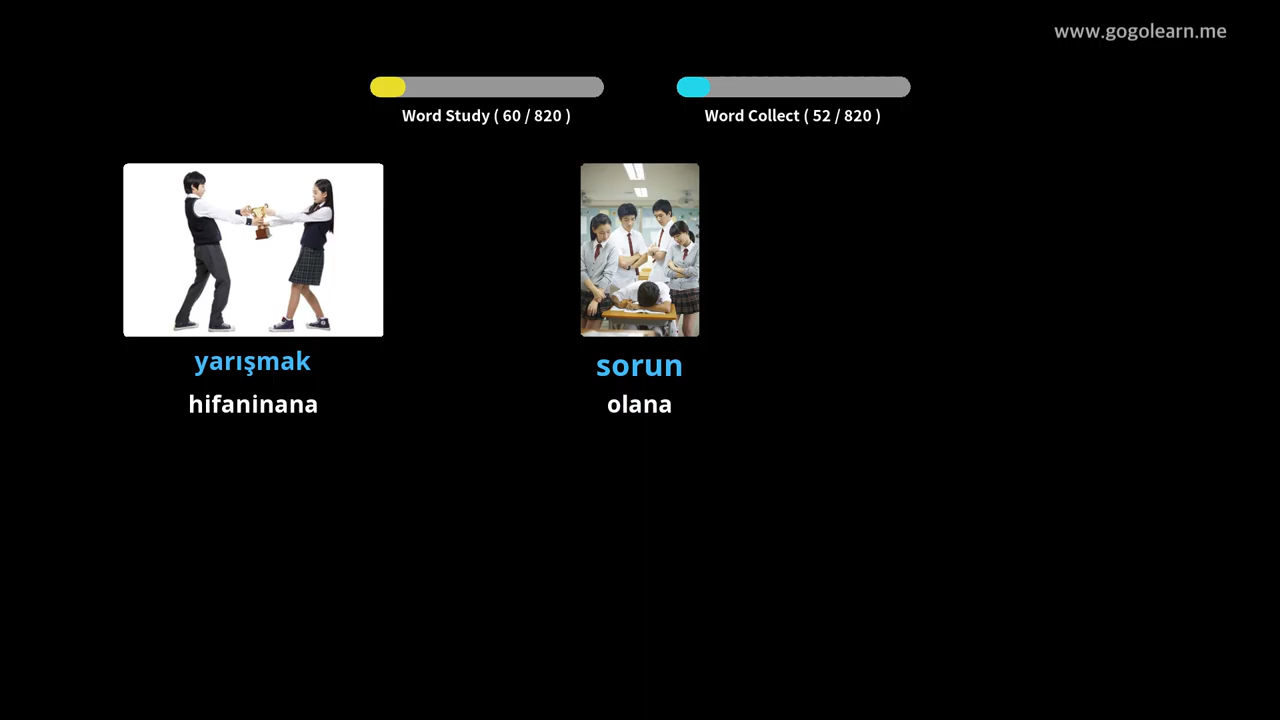 www.gogolearn.me
Word Study ( 60 / 820 )
Word Collect ( 52 / 820 )
yarışmak
hifaninana
sorun
olana